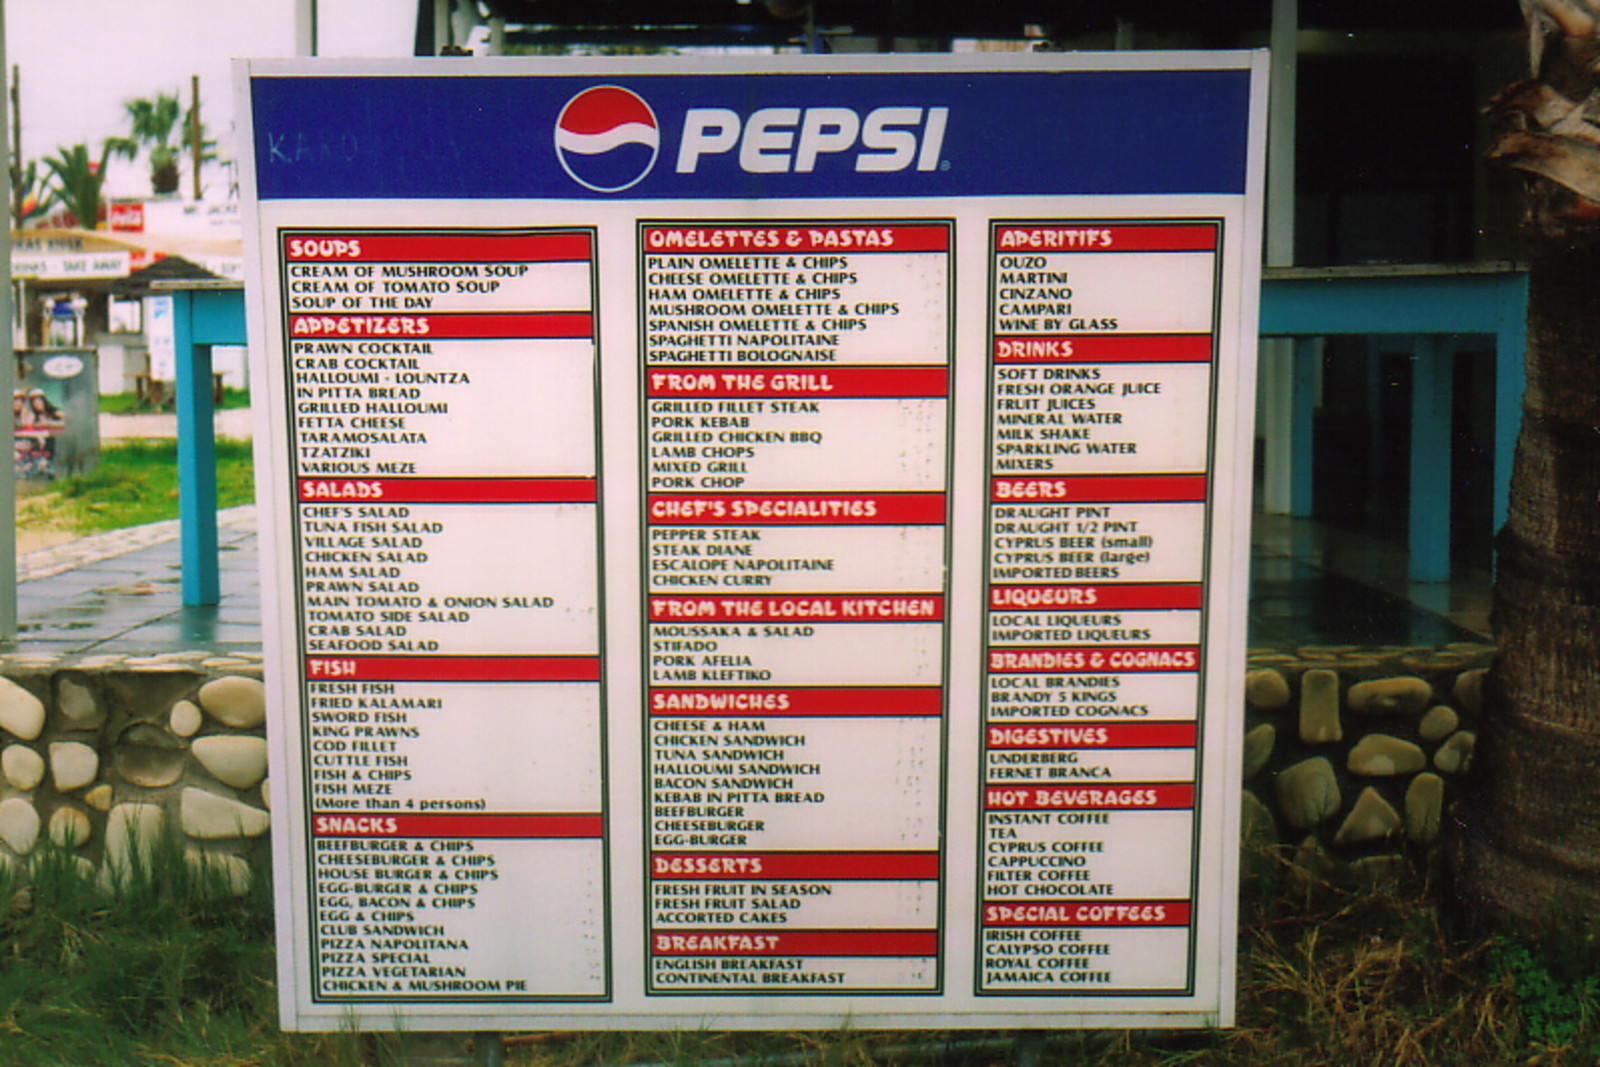 PEPSI
SOUPS
CREAM OF MUSHROOM SOUP
CREAM OF TOMATO SOUP
SOUP OF THE DAY
APPETIZERS
PRAWN COCKTAIL
CRAB COCKTAIL
HALLOUMI - LOUNTZA
IN PITTA BREAD
GRILLED HALLOUMI
FETTA CHEESE
TARAMOSALATA
TZATZIKI
VARIOUS MEZE
SALADS
CHEF'S SALAD
TUNA FISH SALAD
VILLAGE SALAD
CHICKEN SALAD
HAM SALAD
PRAWN SALAD
MAIN TOMATO & ONION SALAD
TOMATO SIDE SALAD
CRAB SALAD
SEAFOOD SALAD
FISH
FRESH FISH
FRIED KALAMARI
SWORD FISH
KING PRAWNS
COD FILLET
CUTTLE FISH
FISH & CHIPS
FISH MEZE
(More than 4 persons)
SNACKS
BEEFBURGER & CHIPS
CHEESEBURGER & CHIPS
HOUSE BURGER & CHIPS
EGG-BURGER & CHIPS
EGG, BACON & CHIPS
EGG & CHIPS
CLUB SANDWICH
PIZZA NAPOLITANA
PIZZA SPECIAL
PIZZA VEGETARIAN
CHICKEN & MUSHROOM PIE
OMELETTES & PASTAS
PLAIN OMELETTE & CHIPS
CHEESE OMELETTE & CHIPS
HAM OMELETTE & CHIPS
MUSHROOM OMELETTE & CHIPS
SPANISH OMELETTE & CHIPS
SPAGHETTI NAPOLITAINE
SPAGHETTI BOLOGNAISE
FROM THE GRILL
GRILLED FILLET STEAK
PORK KEBAB
GRILLED CHICKEN BBQ
LAMB CHOPS
MIXED GRILL
PORK CHOP
CHEF'S SPECIALITIES
PEPPER STEAK
STEAK DIANE
ESCALOPE NAPOLITAINE
CHICKEN CURRY
FROM THE LOCAL KITCHEN
MOUSSAKA & SALAD
STIFADO
PORK AFELIA
LAMB KLEFTIKO
SANDWICHES
CHEESE & HAM
CHICKEN SANDWICH
TUNA SANDWICH
HALLOUMI SANDWICH
BACON SANDWICH
KEBAB IN PITTA BREAD
BEEFBURGER
CHEESEBURGER
EGG-BURGER
DESSERTS
FRESH FRUIT IN SEASON
FRESH FRUIT SALAD
ACCORTED CAKES
BREAKFAST
ENGLISH BREAKFAST
CONTINENTAL BREAKFAST
APERITIFS
OUZO
MARTINI
CINZANO
CAMPARI
WINE BY GLASS
DRINKS
SOFT DRINKS
FRESH ORANGE JUICE
FRUIT JUICES
MINERAL WATER
MILK SHAKE
SPARKLING WATER
MIXERS
BEERS
DRAUGHT PINT
DRAUGHT 1/2 PINT
CYPRUS BEER (small)
CYPRUS BEER (large)
IMPORTED BEERS
LIQUEURS
LOCAL LIQUEURS
IMPORTED LIQUEURS
BRANDIES & COGNACS
LOCAL BRANDIES
BRANDY 5 KINGS
IMPORTED COGNACS
DIGESTIVES
UNDERBERG
FERNET BRANCA
HOT BEVERAGES
INSTANT COFFEE
TEA
CYPRUS COFFEE
CAPPUCCINO
FILTER COFFEE
HOT CHOCOLATE
SPECIAL COFFEES
IRISH COFFEE
CALYPSO COFFEE
ROYAL COFFEE
JAMAICA COFFEE
KIOSK
TAKE AWAY